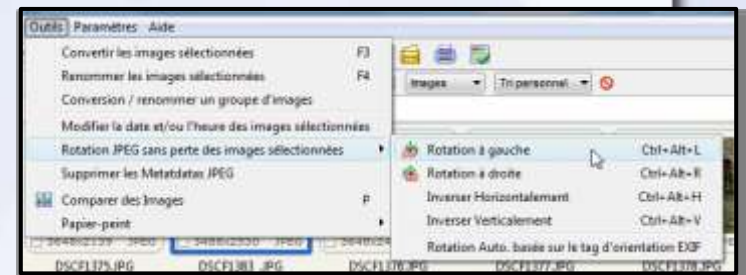 Outils Paramètres Aide
Convertir les images sélectionnées F3
Renommer les images sélectionnées F4
Conversion / renommer un groupe d'images
Modifier la date et/ou l'heure des images sélectionnées
Rotation JPEG sans perte des images sélectionnées
Supprimer les Metatdatas JPEG
Comparer des Images P
Papier-peint
Images
Tri personnel
Rotation à gauche Ctrl+Alt+L
Rotation à droite Ctrl+Alt+R
Inverser Horizontalement Ctrl+Alt+H
Inverser Verticalement Ctrl+Alt+V
Rotation Auto. basée sur le tag d'orientation EXIF
DSCF1375.JPG DSCF1383 .JPG DSCF1376.JPG DSCF1377.JPG DSCF1378.JPG